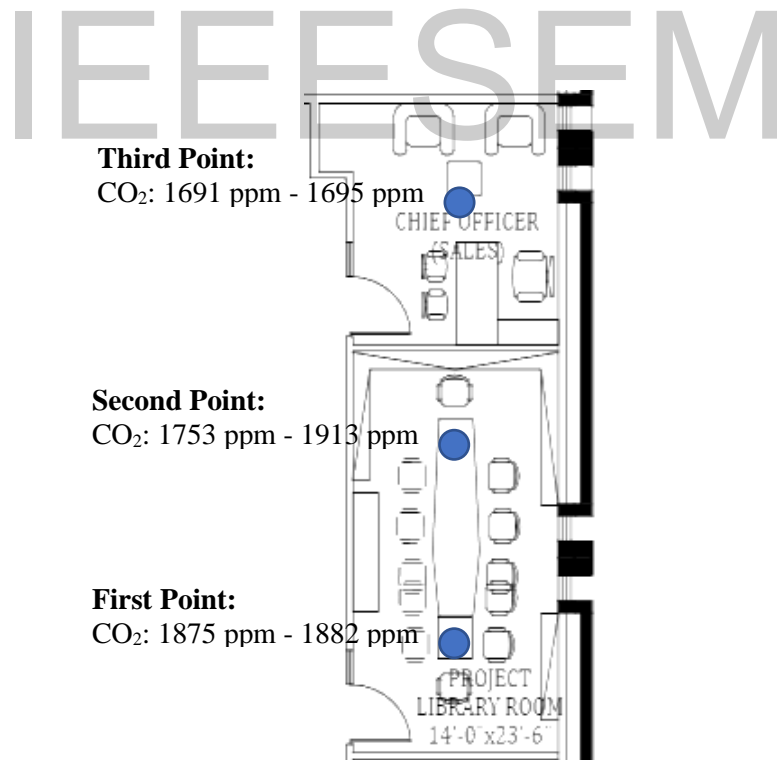 IEEESEM
Third Point:
CO₂: 1691 ppm - 1695 ppm
CHIEF OFFICER
(SALES)
Second Point:
CO₂: 1753 ppm - 1913 ppm
First Point:
CO₂: 1875 ppm - 1882 ppm
PROJECT
LIBRARY ROOM
14'-0"x23'-6"